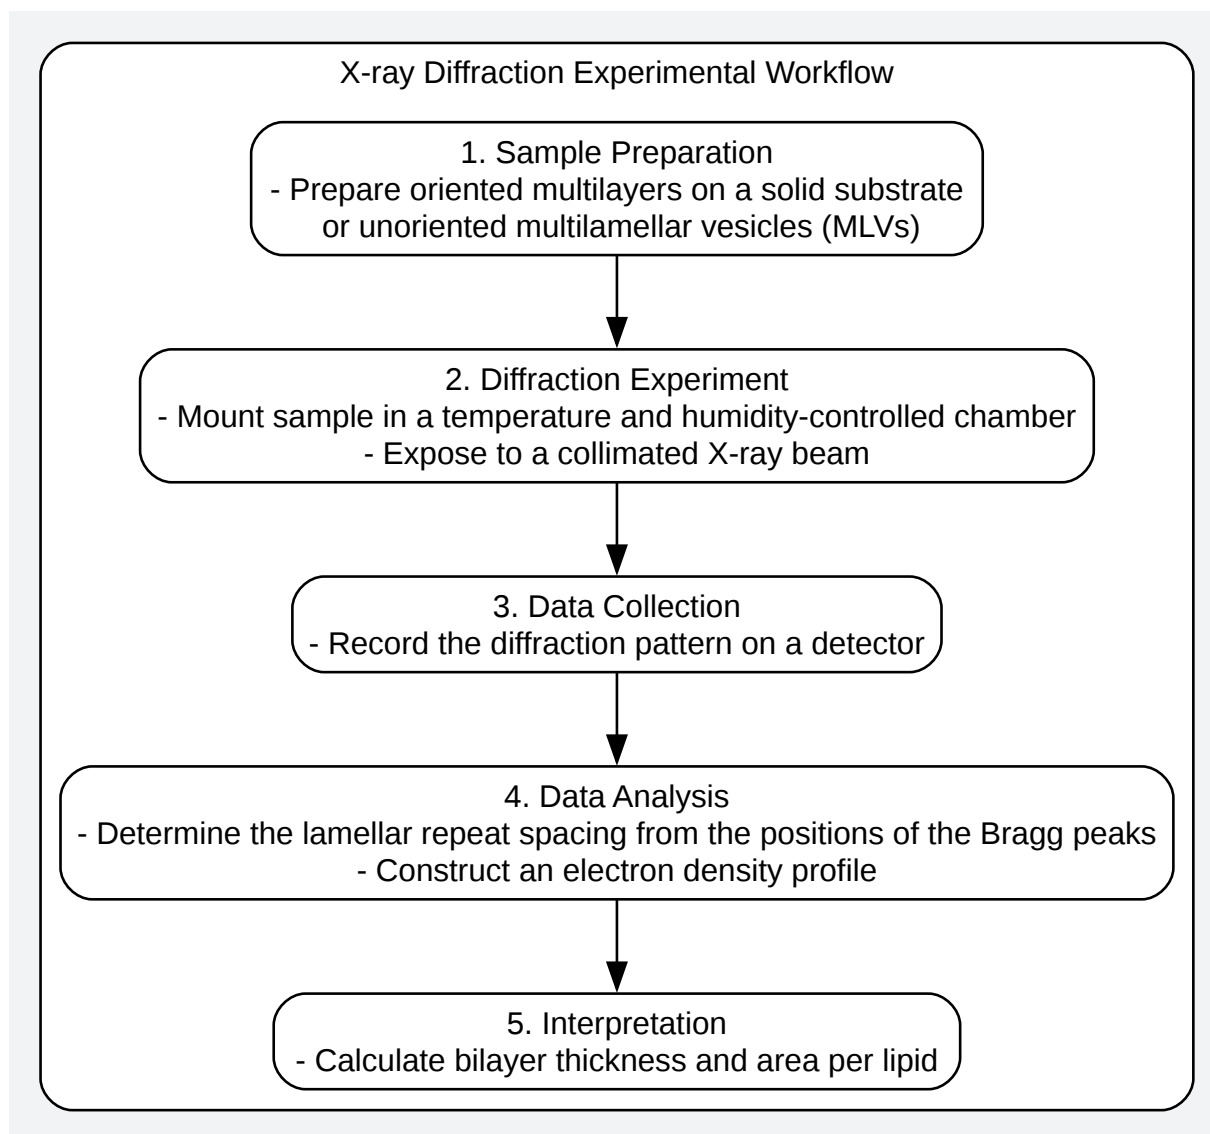 X-ray Diffraction Experimental Workflow
1. Sample Preparation
- Prepare oriented multilayers on a solid substrate
or unoriented multilamellar vesicles (MLVs)
2. Diffraction Experiment
- Mount sample in a temperature and humidity-controlled chamber
- Expose to a collimated X-ray beam
3. Data Collection
- Record the diffraction pattern on a detector
4. Data Analysis
- Determine the lamellar repeat spacing from the positions of the Bragg peaks
- Construct an electron density profile
5. Interpretation
- Calculate bilayer thickness and area per lipid